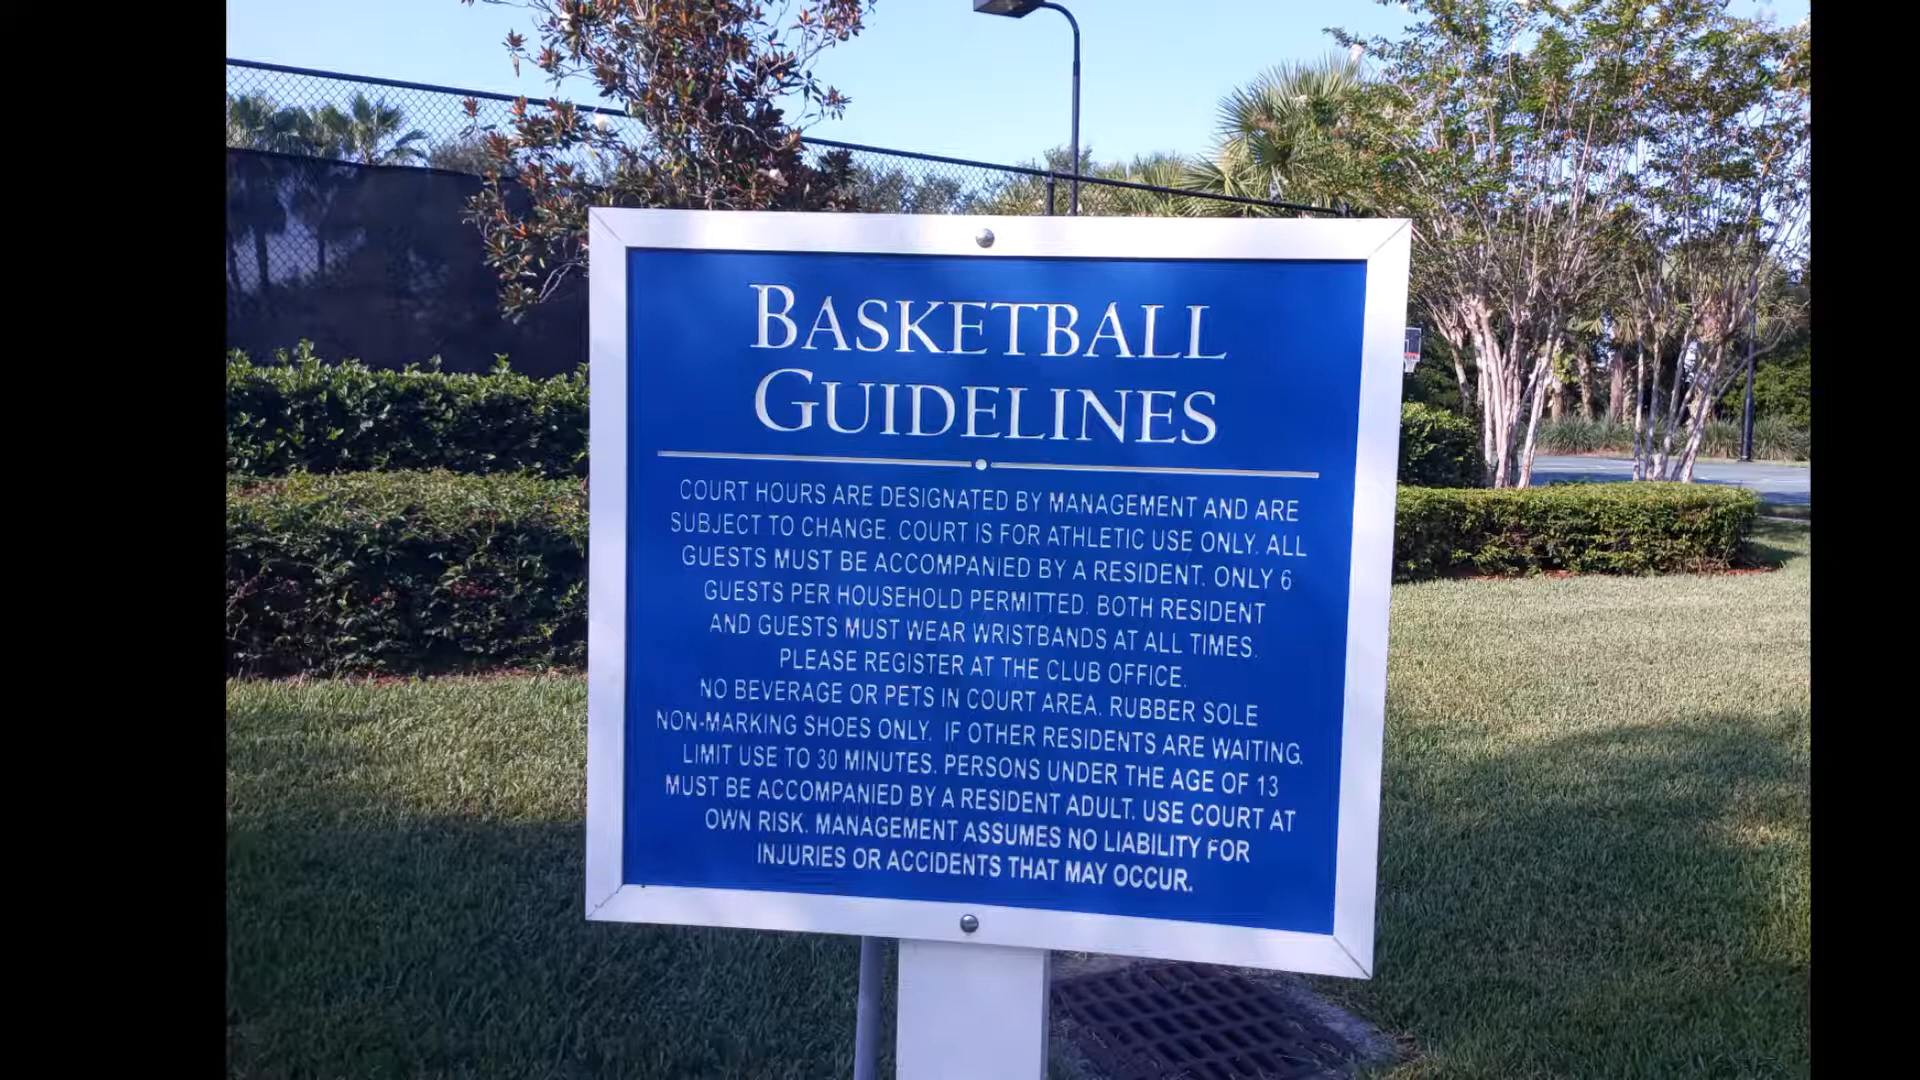 BASKETBALL
GUIDELINES
COURT HOURS ARE DESIGNATED BY MANAGEMENT AND ARE
SUBJECT TO CHANGE. COURT IS FOR ATHLETIC USE ONLY. ALL
GUESTS MUST BE ACCOMPANIED BY A RESIDENT. ONLY 6
GUESTS PER HOUSEHOLD PERMITTED. BOTH RESIDENT
AND GUESTS MUST WEAR WRISTBANDS AT ALL TIMES.
PLEASE REGISTER AT THE CLUB OFFICE.
NO BEVERAGE OR PETS IN COURT AREA. RUBBER SOLE
NON-MARKING SHOES ONLY. IF OTHER RESIDENTS ARE WAITING,
LIMIT USE TO 30 MINUTES. PERSONS UNDER THE AGE OF 13
MUST BE ACCOMPANIED BY A RESIDENT ADULT. USE COURT AT
OWN RISK. MANAGEMENT ASSUMES NO LIABILITY FOR
INJURIES OR ACCIDENTS THAT MAY OCCUR.